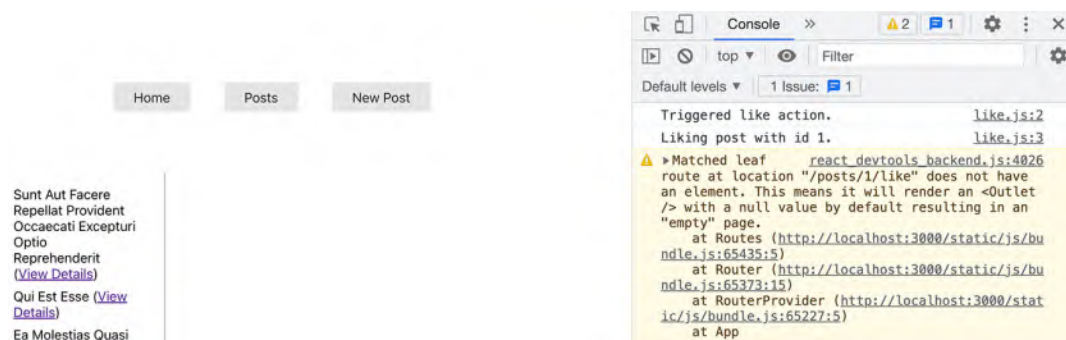 Home Posts New Post
Sunt Aut Facere
Repellat Provident
Occaecati Excepturi
Optio
Reprehenderit
(View Details)
Qui Est Esse (View
Details)
Ea Molestias Quasi
Console » 2 1
top ▼ Filter
Default levels ▼ 1 Issue: 1
Triggered like action. like.js:2
Liking post with id 1. like.js:3
▶Matched leaf react_devtools_backend.js:4026
route at location "/posts/1/like" does not have
an element. This means it will render an <Outlet
/> with a null value by default resulting in an
"empty" page.
at Routes (http://localhost:3000/static/js/bu
ndle.js:65435:5)
at Router (http://localhost:3000/static/js/bu
ndle.js:65373:15)
at RouterProvider (http://localhost:3000/stat
ic/js/bundle.js:65227:5)
at App